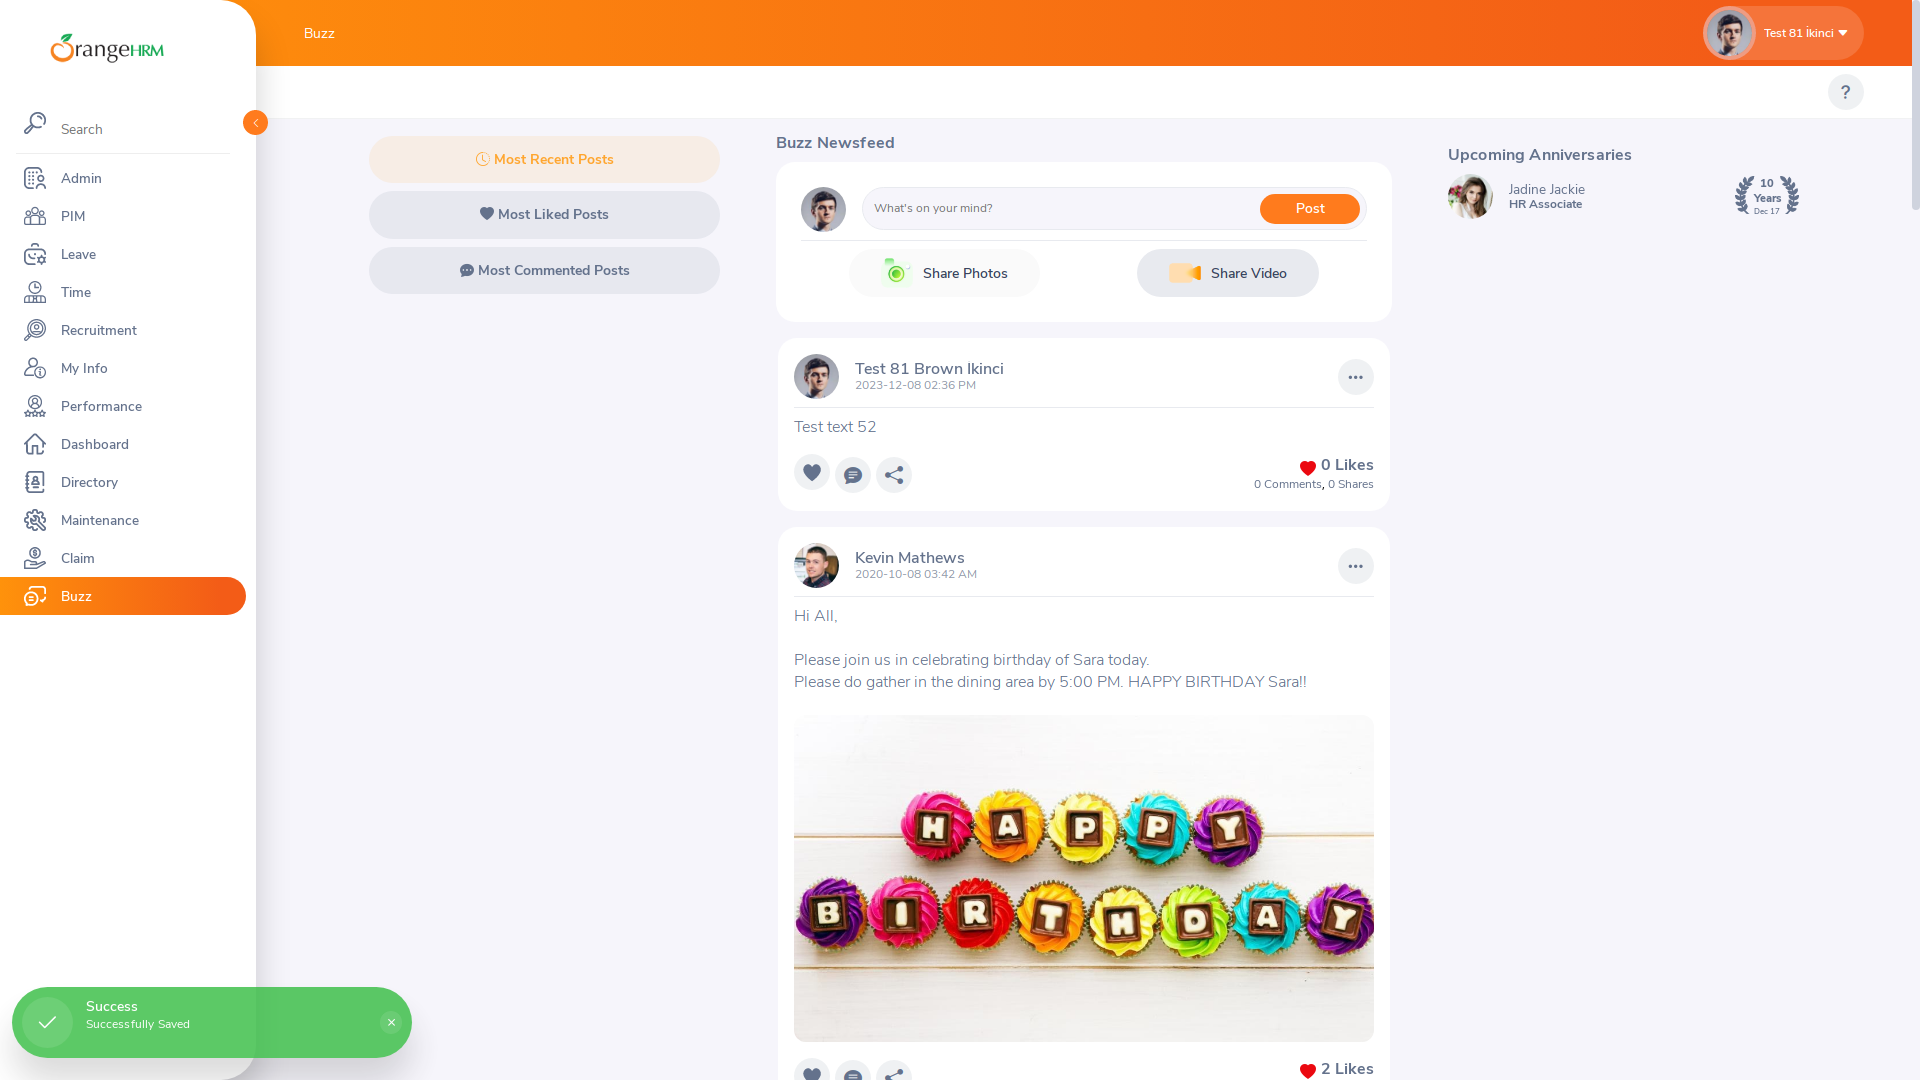 OrangeHRM
Search
Admin
PIM
Leave
Time
Recruitment
My Info
Performance
Dashboard
Directory
Maintenance
Claim
Buzz
Buzz
Test 81 İkinci
?
Most Recent Posts
Most Liked Posts
Most Commented Posts
Buzz Newsfeed
What's on your mind?
Post
Share Photos
Share Video
Test 81 Brown İkinci
2023-12-08 02:36 PM
Test text 52
0 Likes
0 Comments, 0 Shares
Kevin Mathews
2020-10-08 03:42 AM
Hi All,
Please join us in celebrating birthday of Sara today.
Please do gather in the dining area by 5:00 PM. HAPPY BIRTHDAY Sara!!
HAPPY
BIRTHDAY
2 Likes
Upcoming Anniversaries
Jadine Jackie
HR Associate
10
Years
Dec 17
Success
Successfully Saved